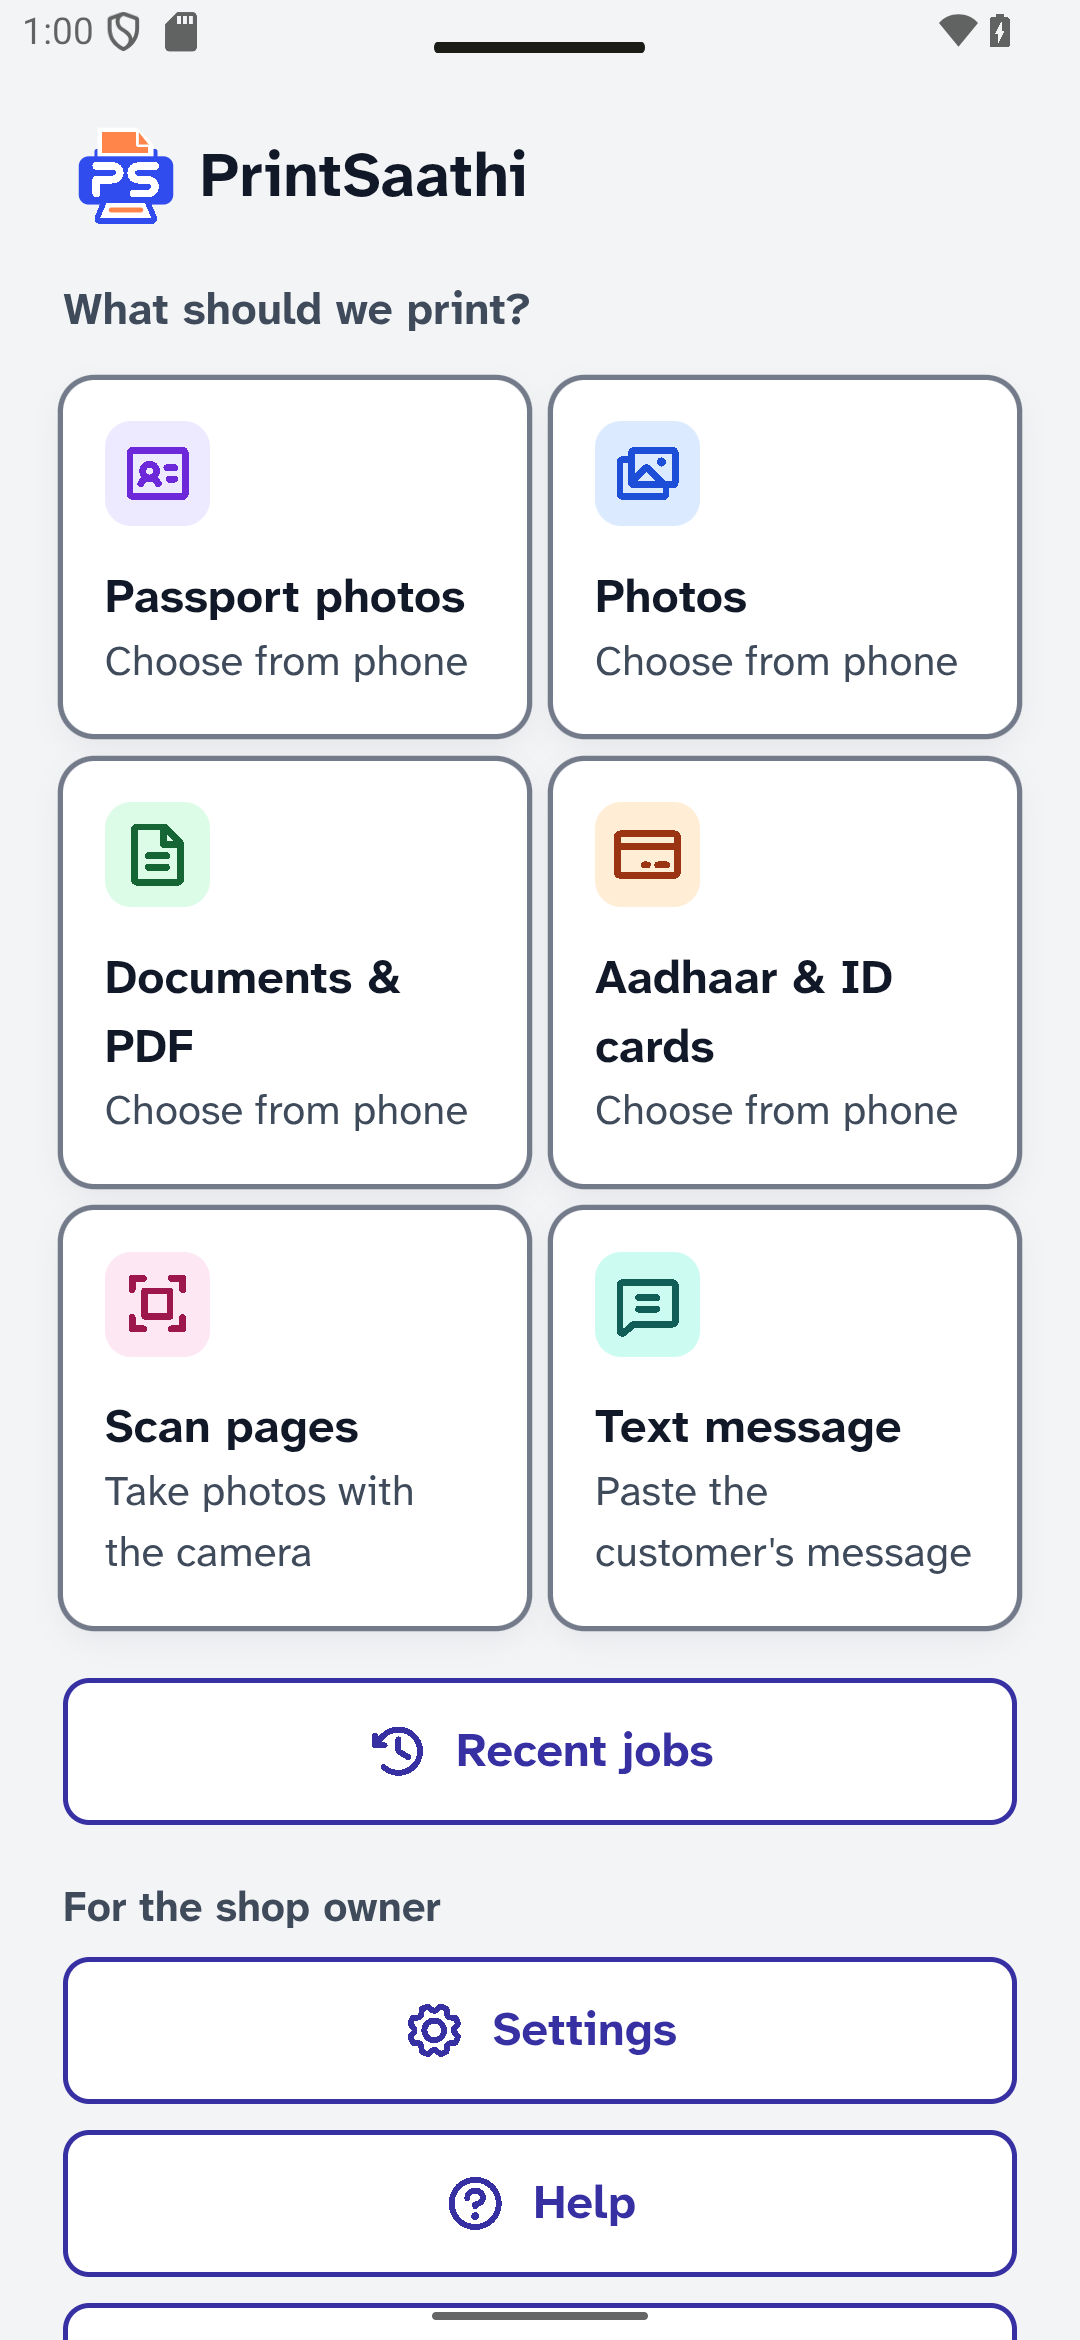 1:00
PS
PrintSaathi
What should we print?
Passport photos
Choose from phone
Photos
Choose from phone
Documents &
PDF
Choose from phone
Aadhaar & ID
cards
Choose from phone
Scan pages
Take photos with
the camera
Text message
Paste the
customer's message
Recent jobs
For the shop owner
Settings
Help